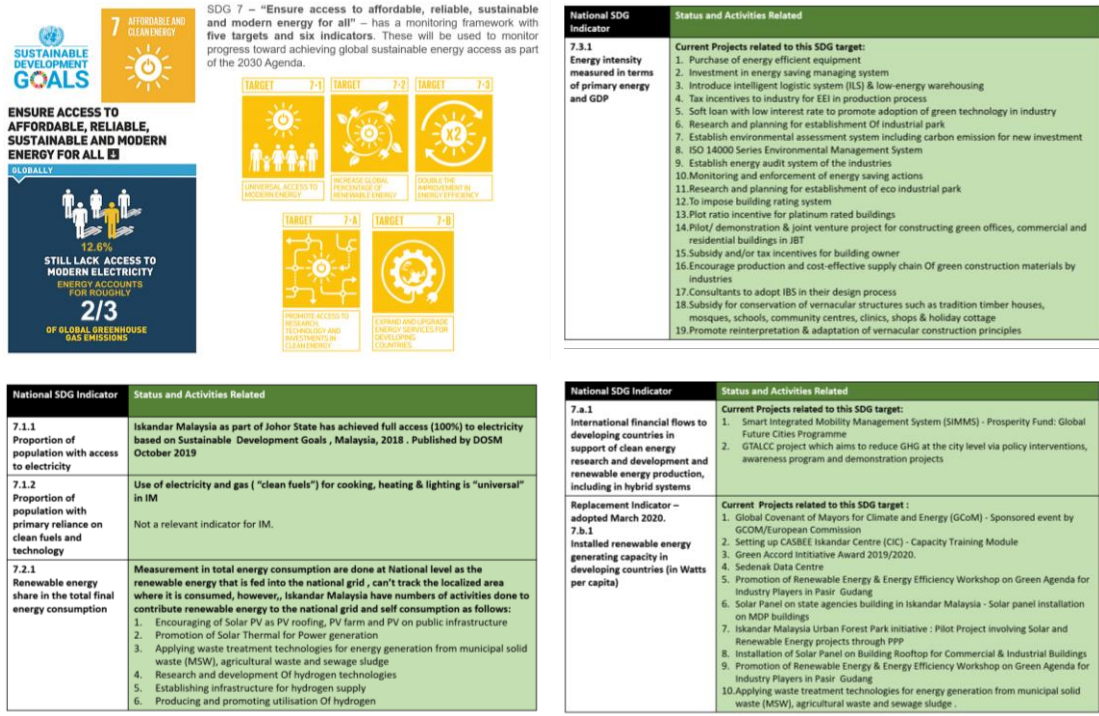 SUSTAINABLE
DEVELOPMENT
GOALS
7 AFFORDABLE AND
CLEAN ENERGY
ENSURE ACCESS TO
AFFORDABLE, RELIABLE,
SUSTAINABLE AND MODERN
ENERGY FOR ALL
GLOBALLY
12.6%
STILL LACK ACCESS TO
MODERN ELECTRICITY
ENERGY ACCOUNTS
FOR ROUGHLY
2/3
OF GLOBAL GREENHOUSE
GAS EMISSIONS
SDG 7 – “Ensure access to affordable, reliable, sustainable
and modern energy for all” – has a monitoring framework with
five targets and six indicators. These will be used to monitor
progress toward achieving global sustainable energy access as part
of the 2030 Agenda.
TARGET 7·1
UNIVERSAL ACCESS TO
MODERN ENERGY
TARGET 7·2
INCREASE GLOBAL
PERCENTAGE OF
RENEWABLE ENERGY
TARGET 7·3
X2
DOUBLE THE
IMPROVEMENT IN
ENERGY EFFICIENCY
TARGET 7·A
PROMOTE ACCESS TO
RESEARCH,
TECHNOLOGY AND
INVESTMENTS IN
CLEAN ENERGY
TARGET 7·B
EXPAND AND UPGRADE
ENERGY SERVICES FOR
DEVELOPING
COUNTRIES
National SDG
Indicator
Status and Activities Related
7.3.1
Energy intensity
measured in terms
of primary energy
and GDP
Current Projects related to this SDG target:
1. Purchase of energy efficient equipment
2. Investment in energy saving managing system
3. Introduce intelligent logistic system (ILS) & low-energy warehousing
4. Tax incentives to industry for EEI in production process
5. Soft loan with low interest rate to promote adoption of green technology in industry
6. Research and planning for establishment Of industrial park
7. Establish environmental assessment system including carbon emission for new investment
8. ISO 14000 Series Environmental Management System
9. Establish energy audit system of the industries
10.Monitoring and enforcement of energy saving actions
11.Research and planning for establishment of eco industrial park
12.To impose building rating system
13.Plot ratio incentive for platinum rated buildings
14.Pilot/ demonstration & joint venture project for constructing green offices, commercial and
residential buildings in JBT
15.Subsidy and/or tax incentives for building owner
16.Encourage production and cost-effective supply chain Of green construction materials by
industries
17.Consultants to adopt IBS in their design process
18.Subsidy for conservation of vernacular structures such as tradition timber houses,
mosques, schools, community centres, clinics, shops & holiday cottage
19.Promote reinterpretation & adaptation of vernacular construction principles
National SDG Indicator
Status and Activities Related
7.1.1
Proportion of
population with access
to electricity
Iskandar Malaysia as part of Johor State has achieved full access (100%) to electricity
based on Sustainable Development Goals , Malaysia, 2018 . Published by DOSM
October 2019
7.1.2
Proportion of
population with
primary reliance on
clean fuels and
technology
Use of electricity and gas ( “clean fuels”) for cooking, heating & lighting is “universal”
in IM
Not a relevant indicator for IM.
7.2.1
Renewable energy
share in the total final
energy consumption
Measurement in total energy consumption are done at National level as the
renewable energy that is fed into the national grid , can’t track the localized area
where it is consumed, however,, Iskandar Malaysia have numbers of activities done to
contribute renewable energy to the national grid and self consumption as follows:
1. Encouraging of Solar PV as PV roofing, PV farm and PV on public infrastructure
2. Promotion of Solar Thermal for Power generation
3. Applying waste treatment technologies for energy generation from municipal solid
waste (MSW), agricultural waste and sewage sludge
4. Research and development Of hydrogen technologies
5. Establishing infrastructure for hydrogen supply
6. Producing and promoting utilisation Of hydrogen
National SDG Indicator
Status and Activities Related
7.a.1
International financial flows to
developing countries in
support of clean energy
research and development and
renewable energy production,
including in hybrid systems
Current Projects related to this SDG target:
1. Smart Integrated Mobility Management System (SIMMS) - Prosperity Fund: Global
Future Cities Programme
2. GTALCC project which aims to reduce GHG at the city level via policy interventions,
awareness program and demonstration projects
Replacement Indicator –
adopted March 2020.
7.b.1
Installed renewable energy
generating capacity in
developing countries (in Watts
per capita)
Current Projects related to this SDG target :
1. Global Covenant of Mayors for Climate and Energy (GCoM) - Sponsored event by
GCOM/European Commission
2. Setting up CASBEE Iskandar Centre (CIC) - Capacity Training Module
3. Green Accord Intitiative Award 2019/2020.
4. Sedenak Data Centre
5. Promotion of Renewable Energy & Energy Efficiency Workshop on Green Agenda for
Industry Players in Pasir Gudang
6. Solar Panel on state agencies building in Iskandar Malaysia - Solar panel installation
on MDP buildings
7. Iskandar Malaysia Urban Forest Park initiative : Pilot Project involving Solar and
Renewable Energy projects through PPP
8. Installation of Solar Panel on Building Rooftop for Commercial & Industrial Buildings
9. Promotion of Renewable Energy & Energy Efficiency Workshop on Green Agenda for
Industry Players in Pasir Gudang
10.Applying waste treatment technologies for energy generation from municipal solid
waste (MSW), agricultural waste and sewage sludge .